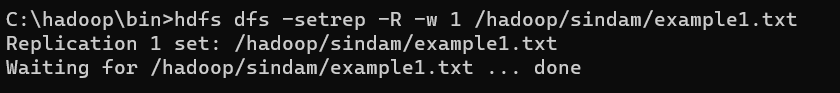 C:\hadoop\bin>hdfs dfs -setrep -R -w 1 /hadoop/sindam/example1.txt
Replication 1 set: /hadoop/sindam/example1.txt
Waiting for /hadoop/sindam/example1.txt ... done